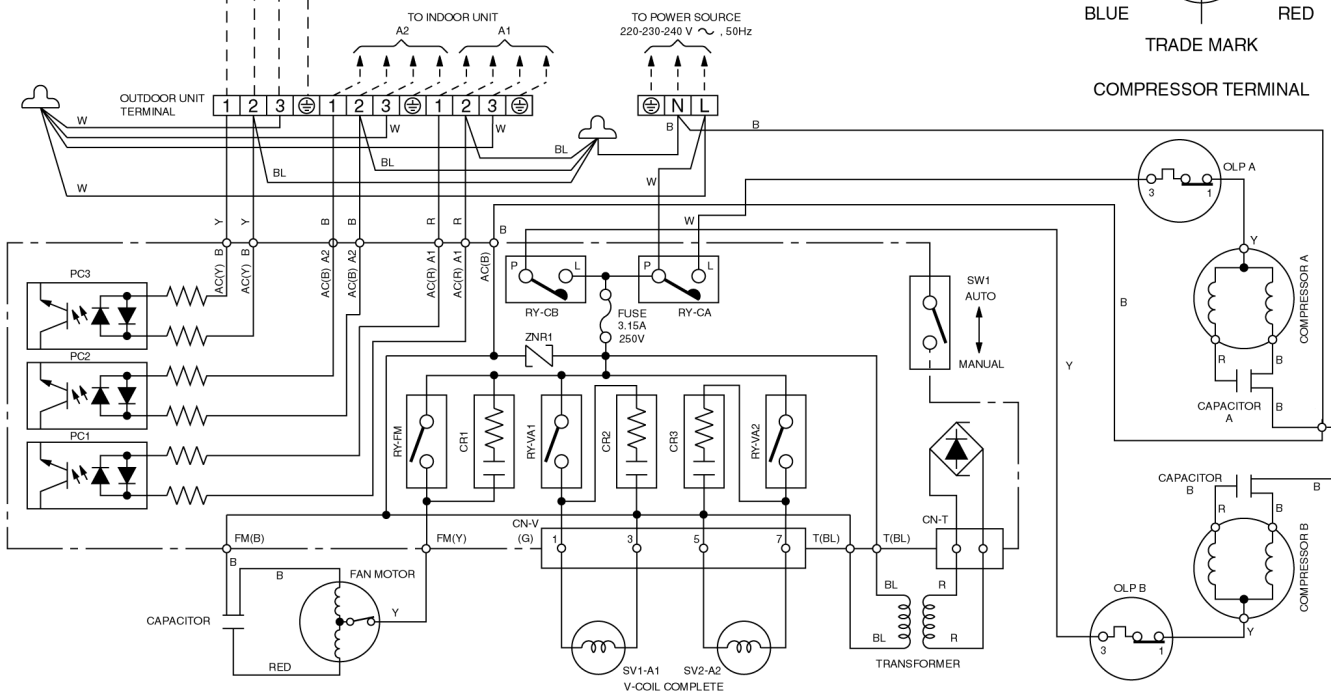 BLUE
RED
TRADE MARK
COMPRESSOR TERMINAL
TO INDOOR UNIT
A2
A1
TO POWER SOURCE
220-230-240 V ~ , 50Hz
OUTDOOR UNIT
TERMINAL
1 2 3 1 2 3 1 2 3
N L
W
W
W
B
B
BL
BL
BL
W
W
W
OLP A
3
1
Y
Y
Y
B
B
R
R
B
B
AC(Y)
B
AC(Y)
A2
AC(B)
A2
AC(B)
A1
AC(R)
A1
AC(R)
AC(B)
P
L
RY-CB
P
L
RY-CA
FUSE
3.15A
250V
ZNR1
SW1
AUTO
MANUAL
PC3
PC2
PC1
B
Y
Y
COMPRESSOR A
R
B
CAPACITOR
A
B
RY-FM
CR1
RY-VA1
CR2
CR3
RY-VA2
CAPACITOR
B
B
R
B
COMPRESSOR B
Y
OLP B
3
1
FM(B)
FM(Y)
CN-V
(G)
1
3
5
7
T(BL)
T(BL)
CN-T
B
B
FAN MOTOR
CAPACITOR
Y
RED
SV1-A1
SV2-A2
V-COIL COMPLETE
BL
R
BL
R
TRANSFORMER